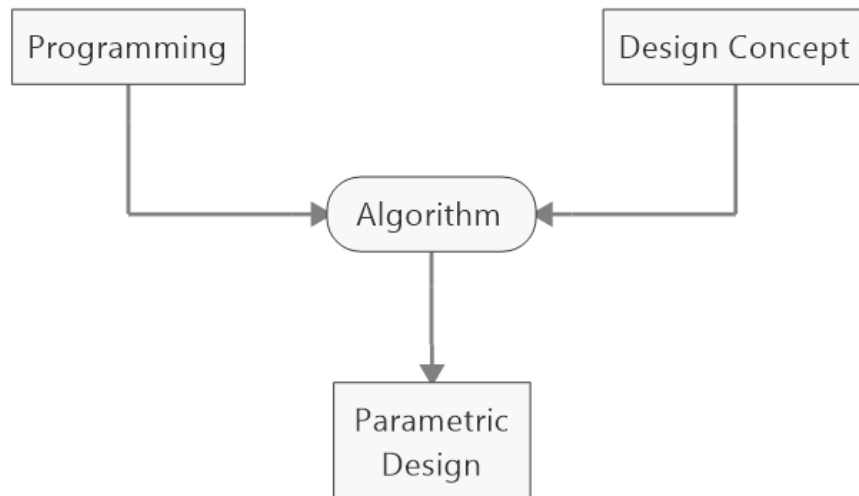 Programming
Design Concept
Algorithm
Parametric
Design